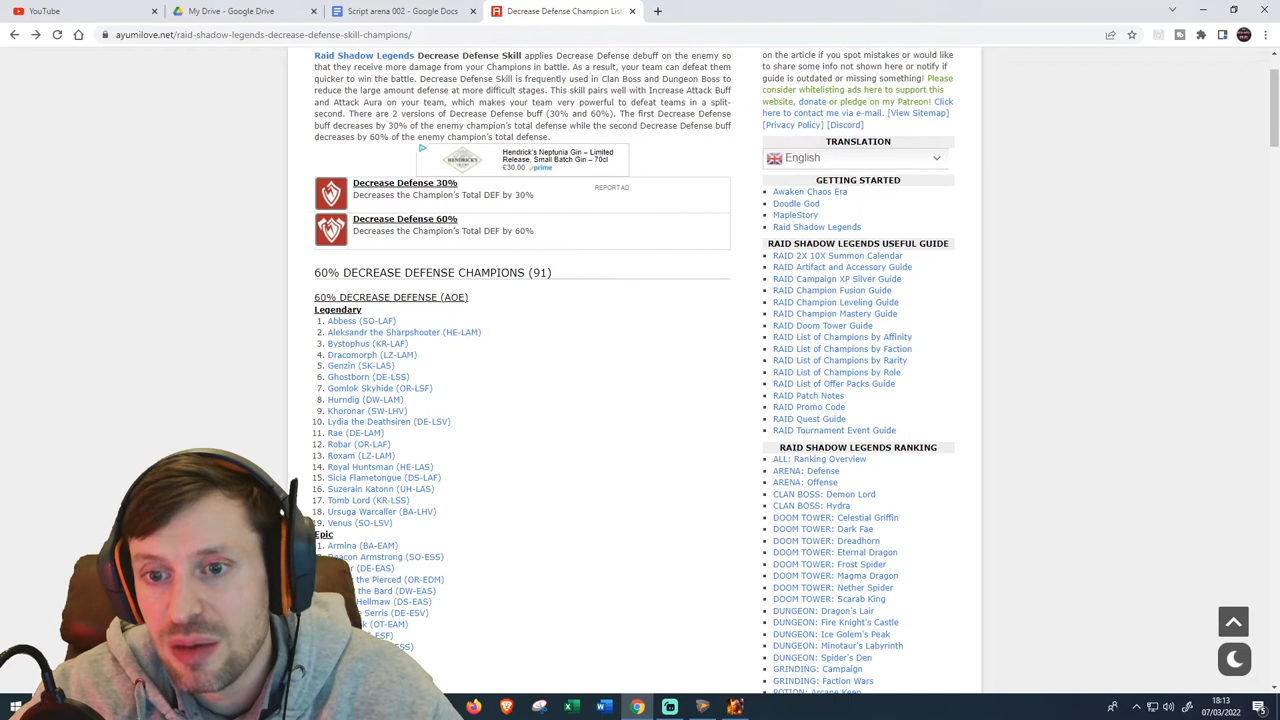 YouTube
My Drive - Google Drive
Script area 02 - Google Docs
Decrease Defense Champion List
ayumilove.net/raid-shadow-legends-decrease-defense-champions/
Raid Shadow Legends Decrease Defense Skill applies Decrease Defense debuff on the enemy so
that they receive more damage from your Champions in battle. As a result, your team can defeat them
quicker to win the battle. Decrease Defense Skill is frequently used in Clan Boss and Dungeon Boss to
reduce the large amount defense at more difficult stages. This skill pairs well with Increase Attack Buff
and Attack Aura on your team, which makes your team very powerful to defeat teams in a split-
second. There are 2 versions of Decrease Defense buff (30% and 60%). The first Decrease Defense
buff decreases by 30% of the enemy champion's total defense while the second Decrease Defense buff
decreases by 60% of the enemy champion's total defense.
HENDRICK'S
Hendrick's Neptunia Gin – Limited
Release, Small Batch Gin – 70cl
£30.00 prime
REPORT AD
Decrease Defense 30%
Decreases the Champion's Total DEF by 30%
Decrease Defense 60%
Decreases the Champion's Total DEF by 60%
60% DECREASE DEFENSE CHAMPIONS (91)
60% DECREASE DEFENSE (AOE)
Legendary
1. Abbess (SO-LAF)
2. Aleksandr the Sharpshooter (HE-LAM)
3. Bystophus (KR-LAF)
4. Dracomorph (LZ-LAM)
5. Genzin (SK-LAS)
6. Ghostborn (DE-LSS)
7. Gomlok Skyhide (OR-LSF)
8. Hurndig (DW-LAM)
9. Khoronar (SW-LHV)
10. Lydia the Deathsiren (DE-LSV)
11. Rae (DE-LAM)
12. Robar (OR-LAF)
13. Roxam (LZ-LAM)
14. Royal Huntsman (HE-LAS)
15. Sicia Flametongue (DS-LAF)
16. Suzerain Katonn (UH-LAS)
17. Tomb Lord (KR-LSS)
18. Ursuga Warcaller (BA-LHV)
19. Venus (SO-LSV)
Epic
1. Armina (BA-EAM)
Deacon Armstrong (SO-ESS)
(DE-EAS)
the Pierced (OR-EDM)
the Bard (DW-EAS)
Hellmaw (DS-EAS)
Serris (DE-ESV)
(OT-EAM)
on the article if you spot mistakes or would like
to share some info not shown here or notify if
guide is outdated or missing something! Please
consider whitelisting ads here to support this
website, donate or pledge on my Patreon! Click
here to contact me via e-mail. [View Sitemap]
[Privacy Policy] [Discord]
TRANSLATION
English
GETTING STARTED
Awaken Chaos Era
Doodle God
MapleStory
Raid Shadow Legends
RAID SHADOW LEGENDS USEFUL GUIDE
RAID 2X 10X Summon Calendar
RAID Artifact and Accessory Guide
RAID Campaign XP Silver Guide
RAID Champion Fusion Guide
RAID Champion Leveling Guide
RAID Champion Mastery Guide
RAID Doom Tower Guide
RAID List of Champions by Affinity
RAID List of Champions by Faction
RAID List of Champions by Rarity
RAID List of Champions by Role
RAID List of Offer Packs Guide
RAID Patch Notes
RAID Promo Code
RAID Quest Guide
RAID Tournament Event Guide
RAID SHADOW LEGENDS RANKING
ALL: Ranking Overview
ARENA: Defense
ARENA: Offense
CLAN BOSS: Demon Lord
CLAN BOSS: Hydra
DOOM TOWER: Celestial Griffin
DOOM TOWER: Dark Fae
DOOM TOWER: Dreadhorn
DOOM TOWER: Eternal Dragon
DOOM TOWER: Frost Spider
DOOM TOWER: Magma Dragon
DOOM TOWER: Nether Spider
DOOM TOWER: Scarab King
DUNGEON: Dragon's Lair
DUNGEON: Fire Knight's Castle
DUNGEON: Ice Golem's Peak
DUNGEON: Minotaur's Labyrinth
DUNGEON: Spider's Den
GRINDING: Campaign
GRINDING: Faction Wars
POTION: Arcane Keep
18:13
07/03/2022